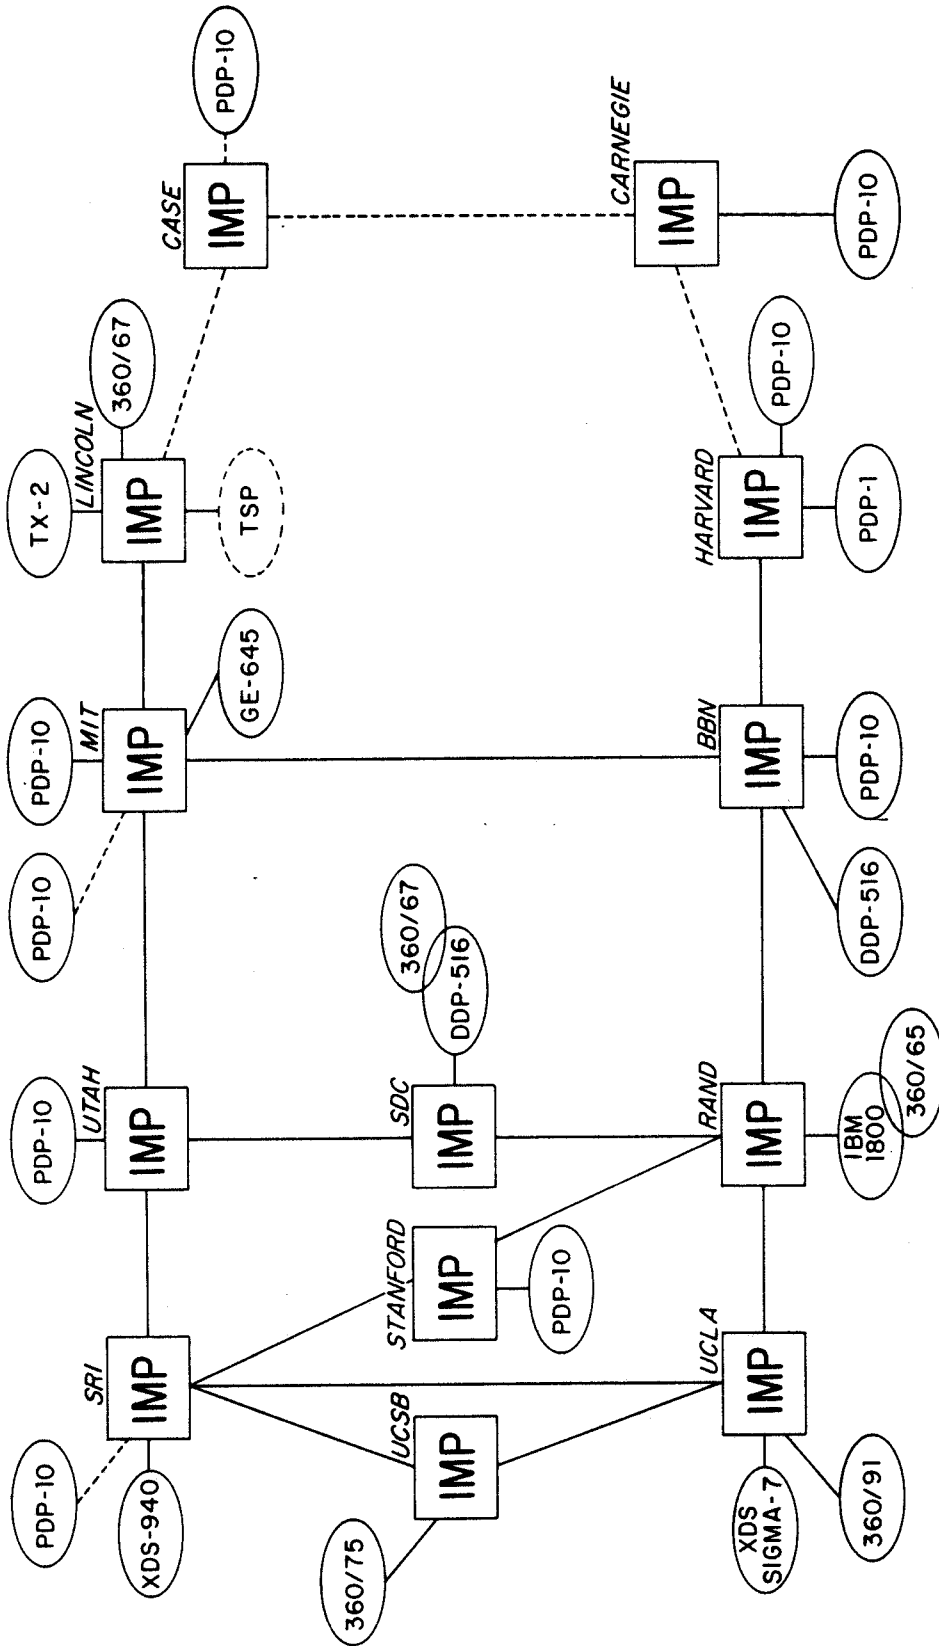 PDP-10
PDP-10
PDP-10
PDP-10
TX-2
SRI
UTAH
MIT
LINCOLN
360/67
XDS-940
IMP
IMP
IMP
IMP
CASE
IMP
PDP-10
GE-645
TSP
360/75
UCSB
STANFORD
SDC
360/67
IMP
IMP
IMP
DDP-516
PDP-10
CARNEGIE
IMP
UCLA
RAND
BBN
HARVARD
XDS
SIGMA-7
IMP
IMP
IMP
IMP
PDP-10
360/91
IBM
1800
360/65
DDP-516
PDP-10
PDP-1
PDP-10